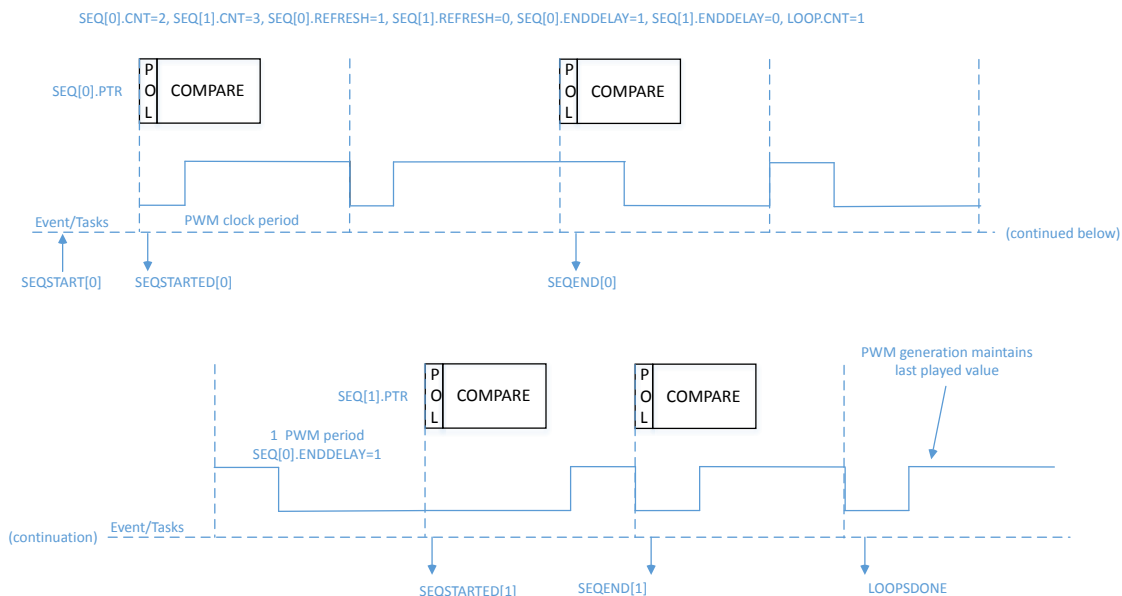 SEQ[0].CNT=2, SEQ[1].CNT=3, SEQ[0].REFRESH=1, SEQ[1].REFRESH=0, SEQ[0].ENDDELAY=1, SEQ[1].ENDDELAY=0, LOOP.CNT=1
SEQ[0].PTR
P
O
L
COMPARE
P
O
L
COMPARE
Event/Tasks
PWM clock period
(continued below)
SEQSTART[0]
SEQSTARTED[0]
SEQEND[0]
PWM generation maintains
last played value
SEQ[1].PTR
P
O
L
COMPARE
P
O
L
COMPARE
1 PWM period
SEQ[0].ENDDELAY=1
Event/Tasks
(continuation)
SEQSTARTED[1]
SEQEND[1]
LOOPSDONE